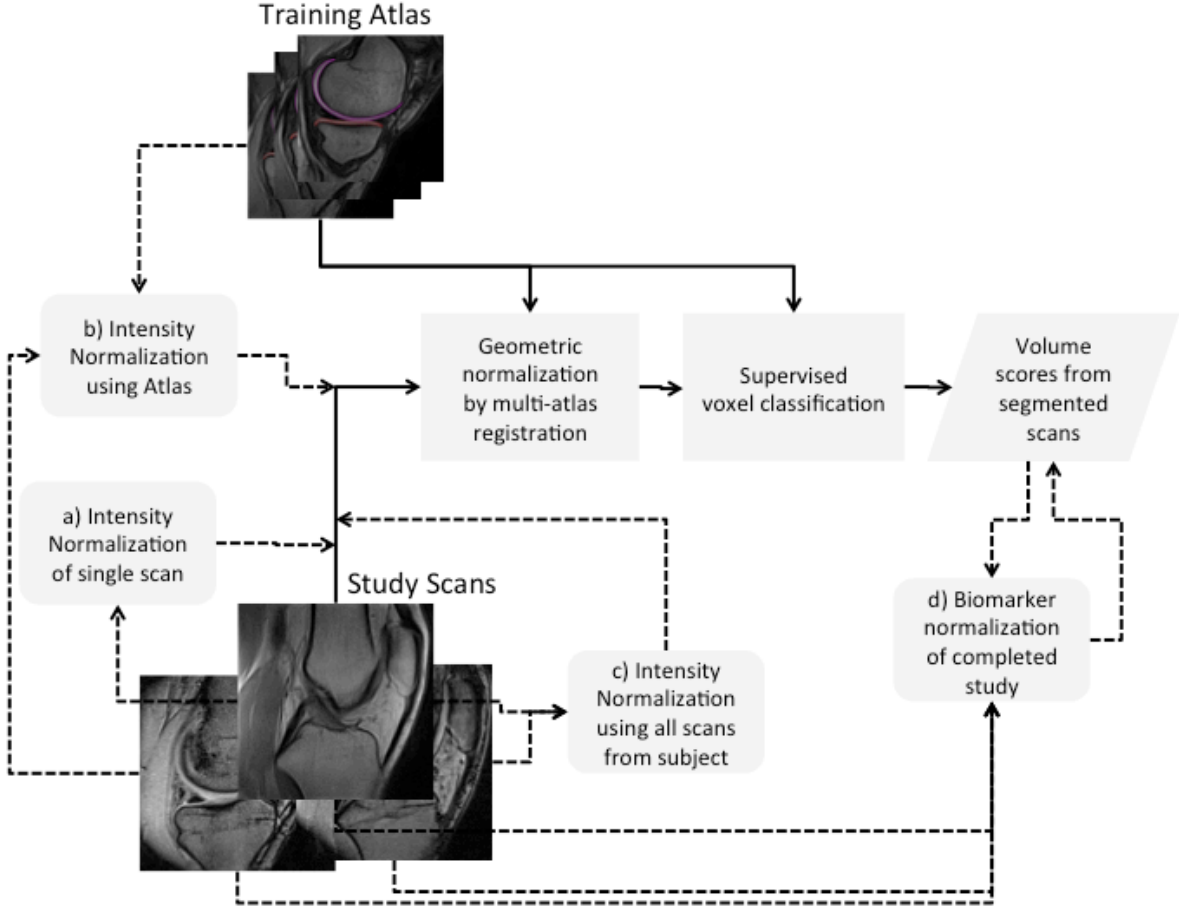 Training Atlas
b) Intensity
Normalization
using Atlas
Geometric
normalization
by multi-atlas
registration
Supervised
voxel classification
Volume
scores from
segmented
scans
a) Intensity
Normalization
of single scan
Study Scans
c) Intensity
Normalization
using all scans
from subject
d) Biomarker
normalization
of completed
study